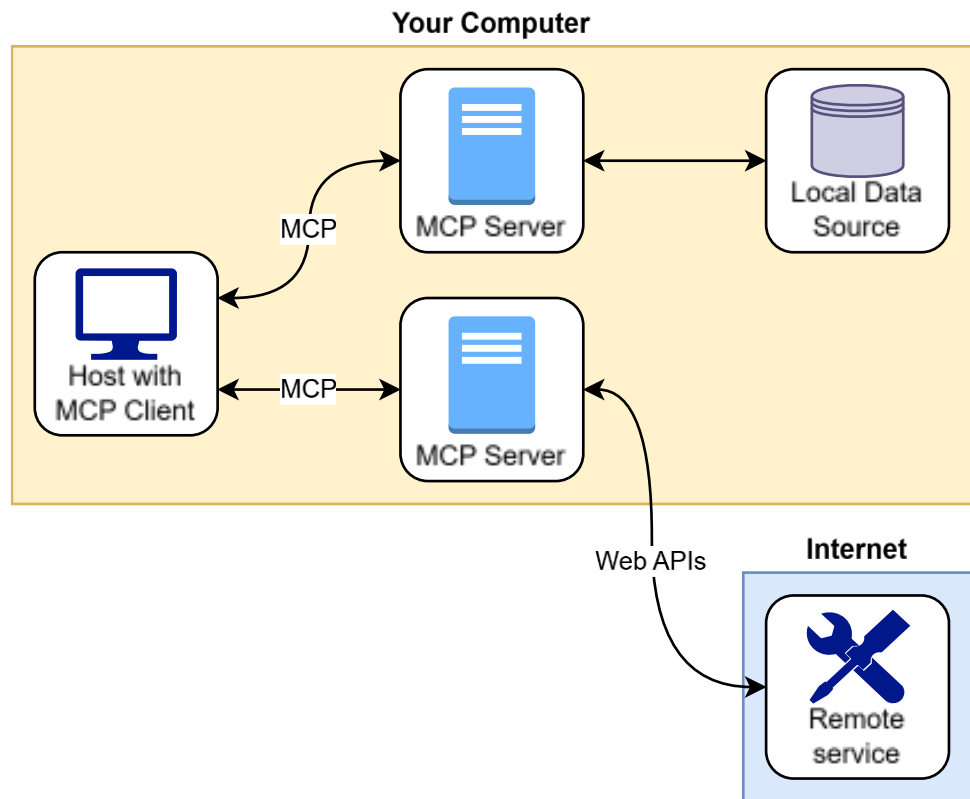 Your Computer
MCP Server
Local Data
Source
MCP
Host with
MCP Client
MCP
MCP Server
Web APIs
Internet
Remote
service